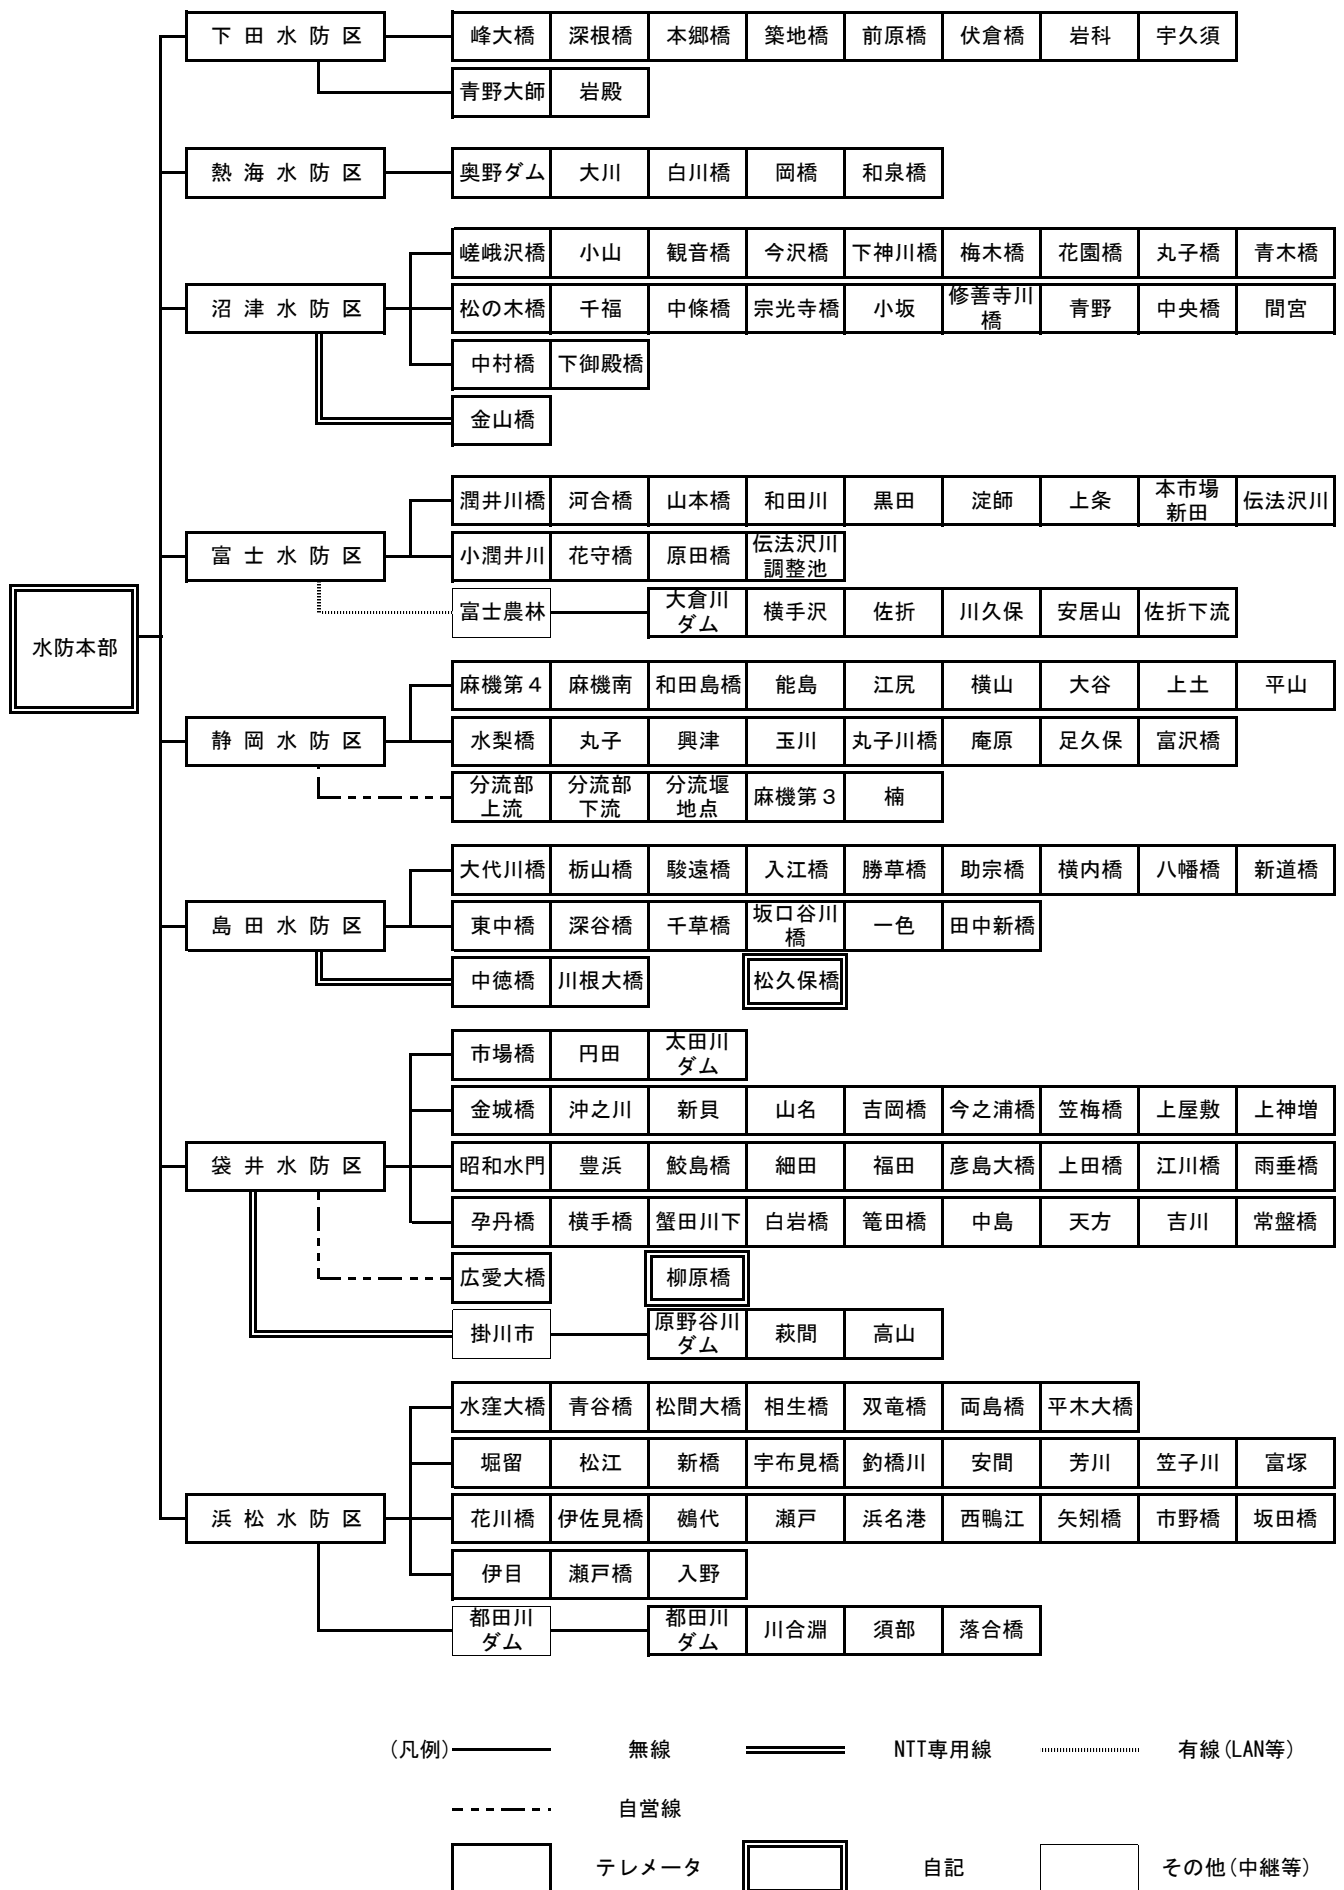 下田水防区 峰大橋 深根橋 本郷橋 築地橋 前原橋 伏倉橋 岩科 宇久須
青野大師 岩殿
熱海水防区 奥野ダム 大川 白川橋 岡橋 和泉橋
嵯峨沢橋 小山 観音橋 今沢橋 下神川橋 梅木橋 花園橋 丸子橋 青木橋
沼津水防区 松の木橋 千福 中條橋 宗光寺橋 小坂 修善寺川橋 青野 中央橋 間宮
中村橋 下御殿橋
金山橋
潤井川橋 河合橋 山本橋 和田川 黒田 淀師 上条 本市場新田 伝法沢川
富士水防区 小潤井川 花守橋 原田橋 伝法沢川調整池
富士農林 大倉川ダム 横手沢 佐折 川久保 安居山 佐折下流
水防本部
麻機第4 麻機南 和田島橋 能島 江尻 横山 大谷 上土 平山
静岡水防区 水梨橋 丸子 興津 玉川 丸子川橋 庵原 足久保 富沢橋
分流部上流 分流部下流 分流堰地点 麻機第3 楠
大代川橋 栃山橋 駿遠橋 入江橋 勝草橋 助宗橋 横内橋 八幡橋 新道橋
島田水防区 東中橋 深谷橋 千草橋 坂口谷川橋 一色 田中新橋
中徳橋 川根大橋 松久保橋
市場橋 円田 太田川ダム
金城橋 沖之川 新貝 山名 吉岡橋 今之浦橋 笠梅橋 上屋敷 上神増
袋井水防区 昭和水門 豊浜 鮫島橋 細田 福田 彦島大橋 上田橋 江川橋 雨垂橋
孕丹橋 横手橋 蟹田川下 白岩橋 篭田橋 中島 天方 吉川 常盤橋
広愛大橋 柳原橋
掛川市 原野谷川ダム 萩間 高山
水窪大橋 青谷橋 松間大橋 相生橋 双竜橋 両島橋 平木大橋
堀留 松江 新橋 宇布見橋 釣橋川 安間 芳川 笠子川 富塚
浜松水防区 花川橋 伊佐見橋 鵺代 瀬戸 浜名港 西鴨江 矢矧橋 市野橋 坂田橋
伊目 瀬戸橋 入野
都田川ダム 都田川ダム 川合淵 須部 落合橋
(凡例) 無線 NTT専用線 有線(LAN等)
自営線
テレメータ 自記 その他(中継等)